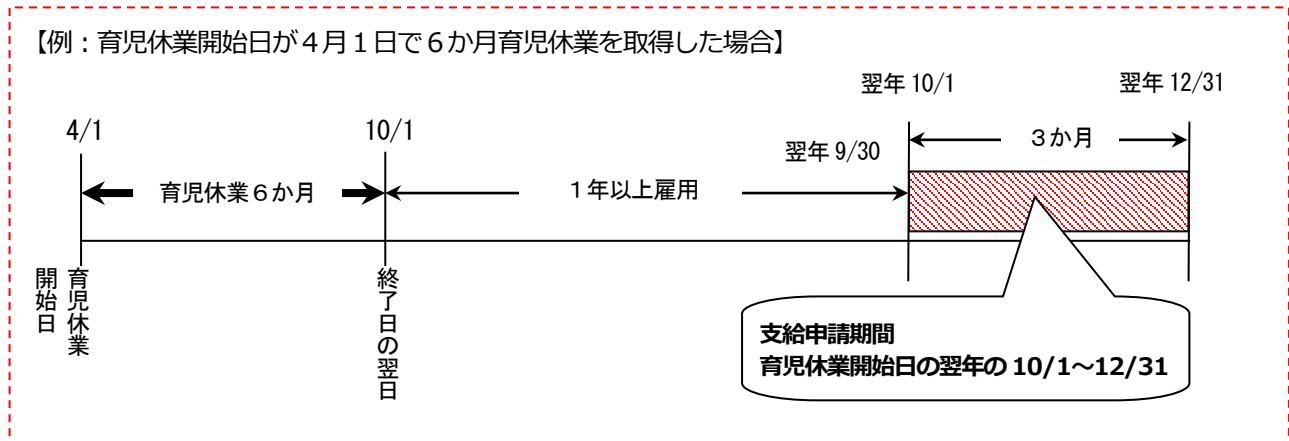 【例：育児休業開始日が４月１日で６か月育児休業を取得した場合】
翌年 10/1
翌年 12/31
4/1
10/1
翌年 9/30
３か月
育児休業６か月
１年以上雇用
育児休業
開始日
終了日の翌日
支給申請期間
育児休業開始日の翌年の 10/1～12/31